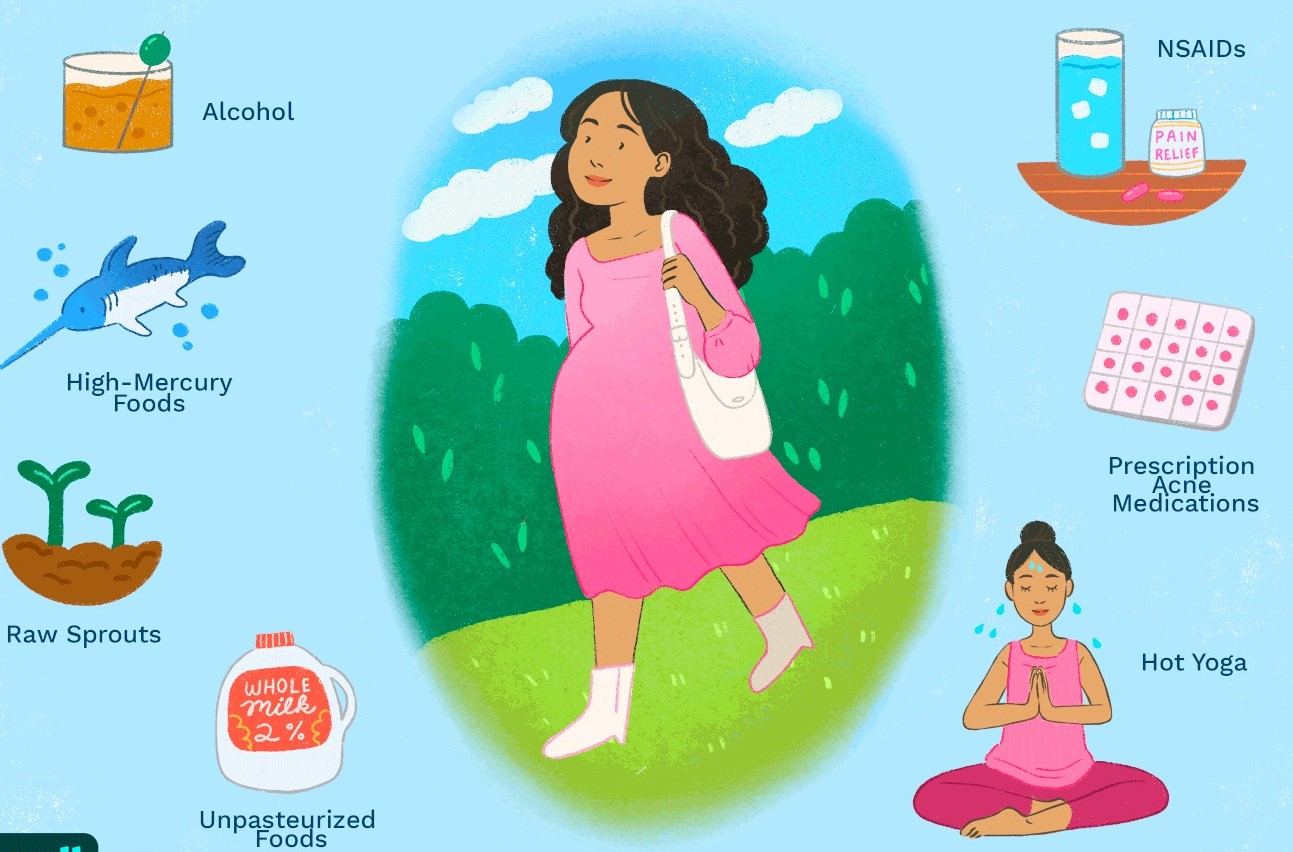 Alcohol
NSAIDs
PAIN
RELIEF
High-Mercury
Foods
Prescription
Acne
Medications
Raw Sprouts
Hot Yoga
WHOLE
milk
2 %
Unpasteurized
Foods